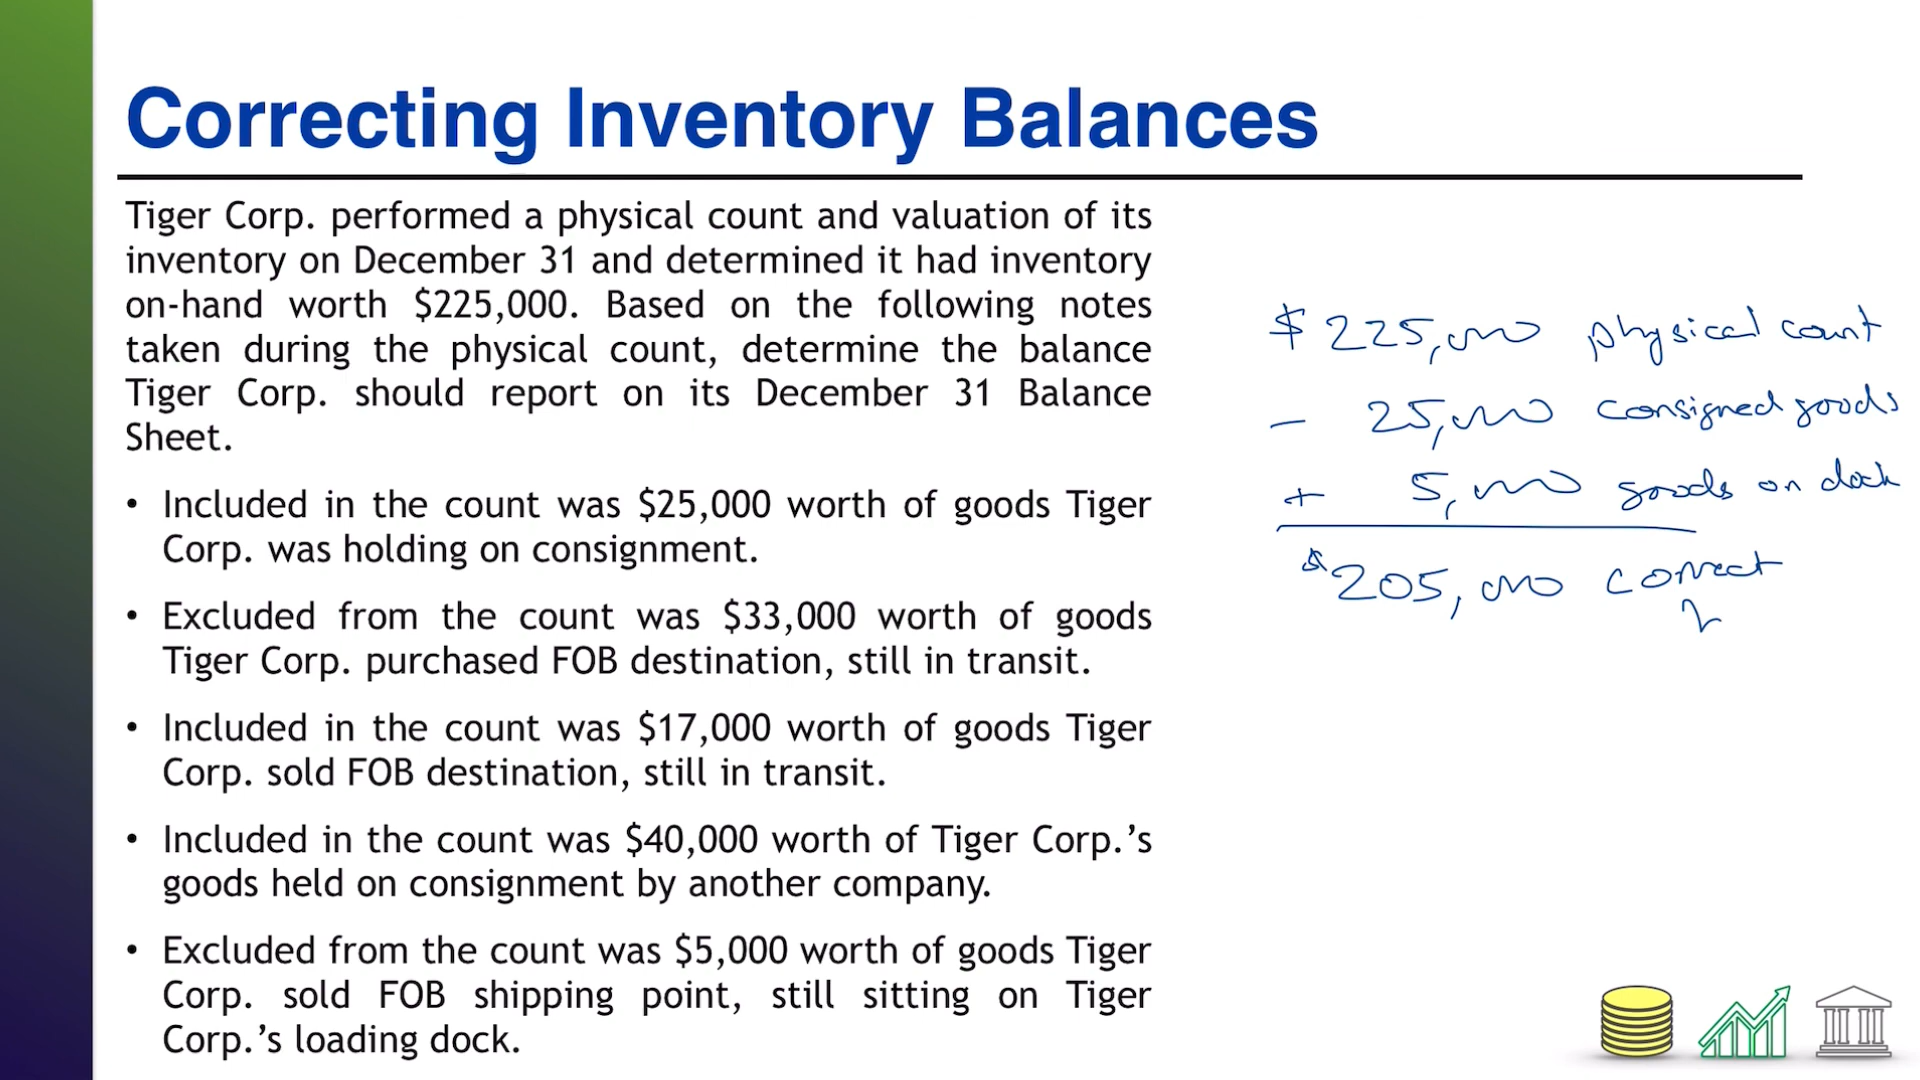 Correcting Inventory Balances
Tiger Corp. performed a physical count and valuation of its
inventory on December 31 and determined it had inventory
on-hand worth $225,000. Based on the following notes
taken during the physical count, determine the balance
Tiger Corp. should report on its December 31 Balance
Sheet.
• Included in the count was $25,000 worth of goods Tiger
Corp. was holding on consignment.
• Excluded from the count was $33,000 worth of goods
Tiger Corp. purchased FOB destination, still in transit.
• Included in the count was $17,000 worth of goods Tiger
Corp. sold FOB destination, still in transit.
• Included in the count was $40,000 worth of Tiger Corp.’s
goods held on consignment by another company.
• Excluded from the count was $5,000 worth of goods Tiger
Corp. sold FOB shipping point, still sitting on Tiger
Corp.’s loading dock.
$ 225,000 physical count
- 25,000 consigned goods
+ 5,000 goods on dock
$205,000 correct